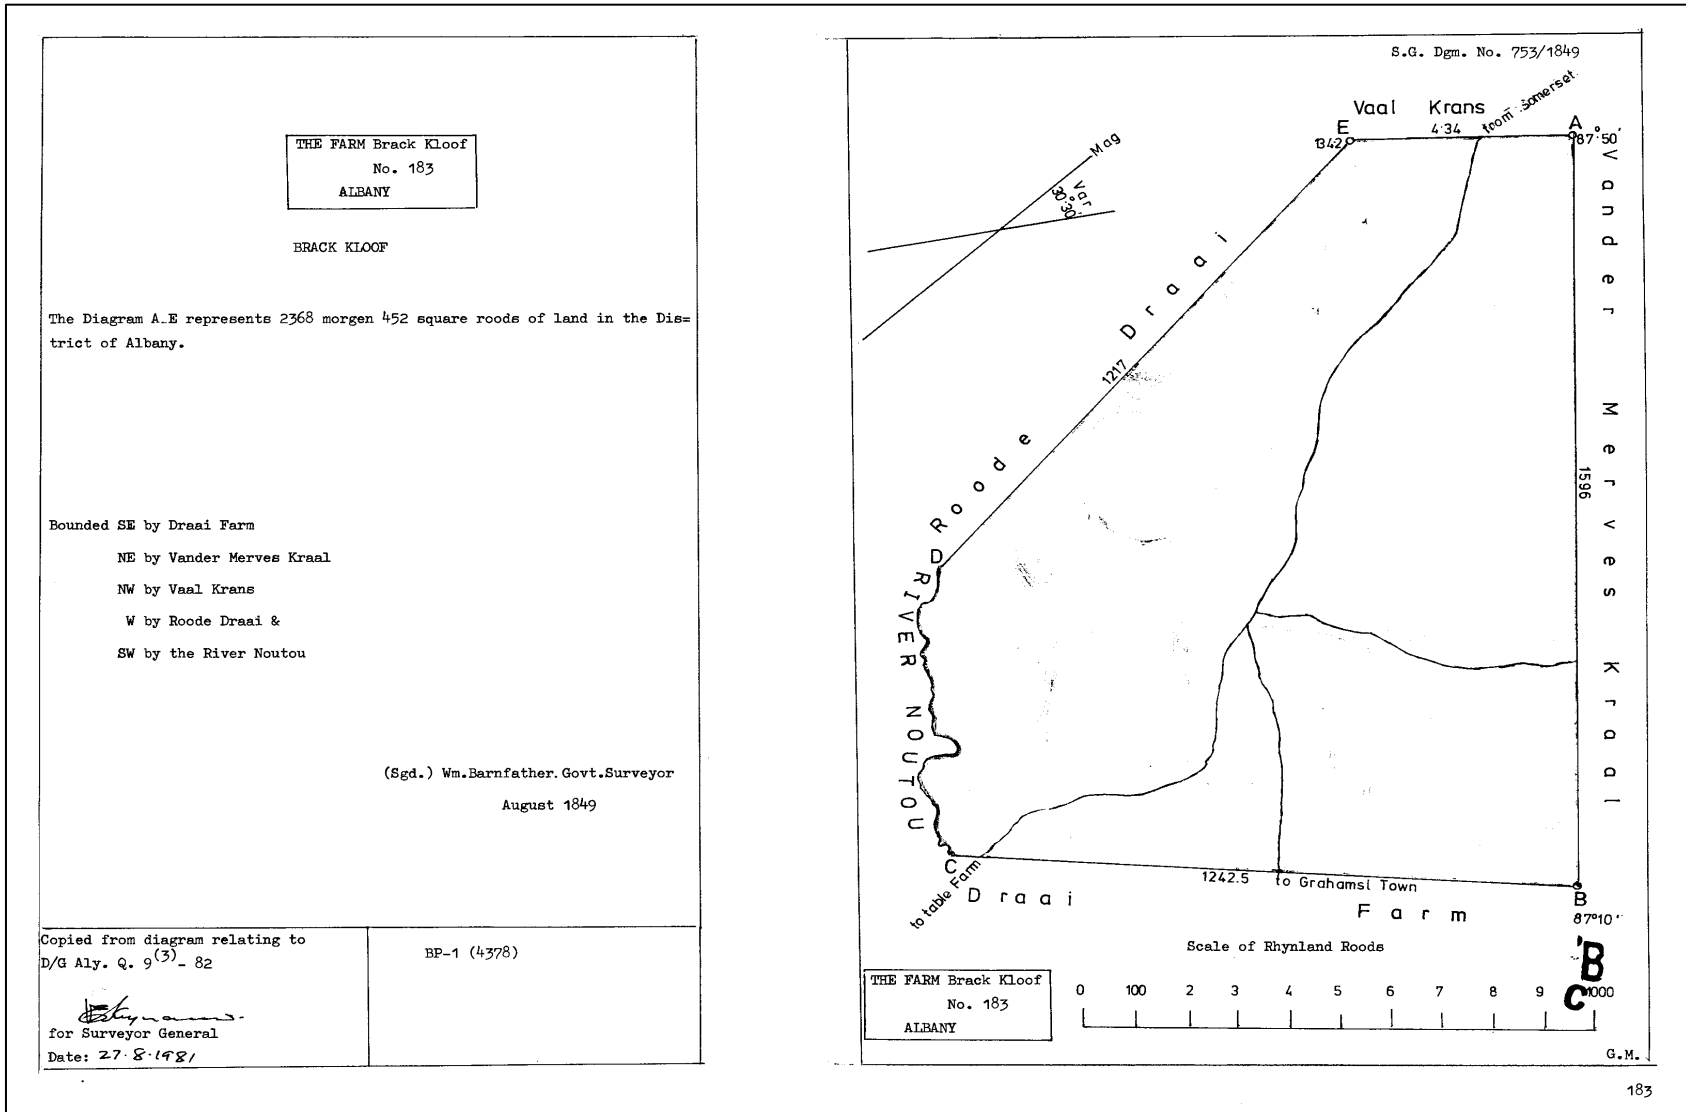 THE FARM Brack Kloof
No. 183
ALBANY
BRACK KLOOF
The Diagram A_E represents 2368 morgen 452 square roods of land in the Dis=
trict of Albany.
Bounded SE by Draai Farm
NE by Vander Merves Kraal
NW by Vaal Krans
W by Roode Draai &
SW by the River Noutou
(Sgd.) Wm.Barnfather.Govt.Surveyor
August 1849
Copied from diagram relating to
D/G Aly. Q. 9(3)_ 82
for Surveyor General
Date: 27.8.1981
BP-1 (4378)
S.G. Dgm. No. 753/1849
from Somerset.
Vaal Krans
E
4.34
A
1342
87°50'
Mag
Var
30°.30'
Roode Draai
1217
Vander Merves Kraal
1596
D
RIVER NOUTOU
C
to table Farm
1242.5
to Grahamsl Town
Draai Farm
B
87°10'
Scale of Rhynland Roods
'B
C
0 100 2 3 4 5 6 7 8 9 1000
THE FARM Brack Kloof
No. 183
ALBANY
G.M.
183